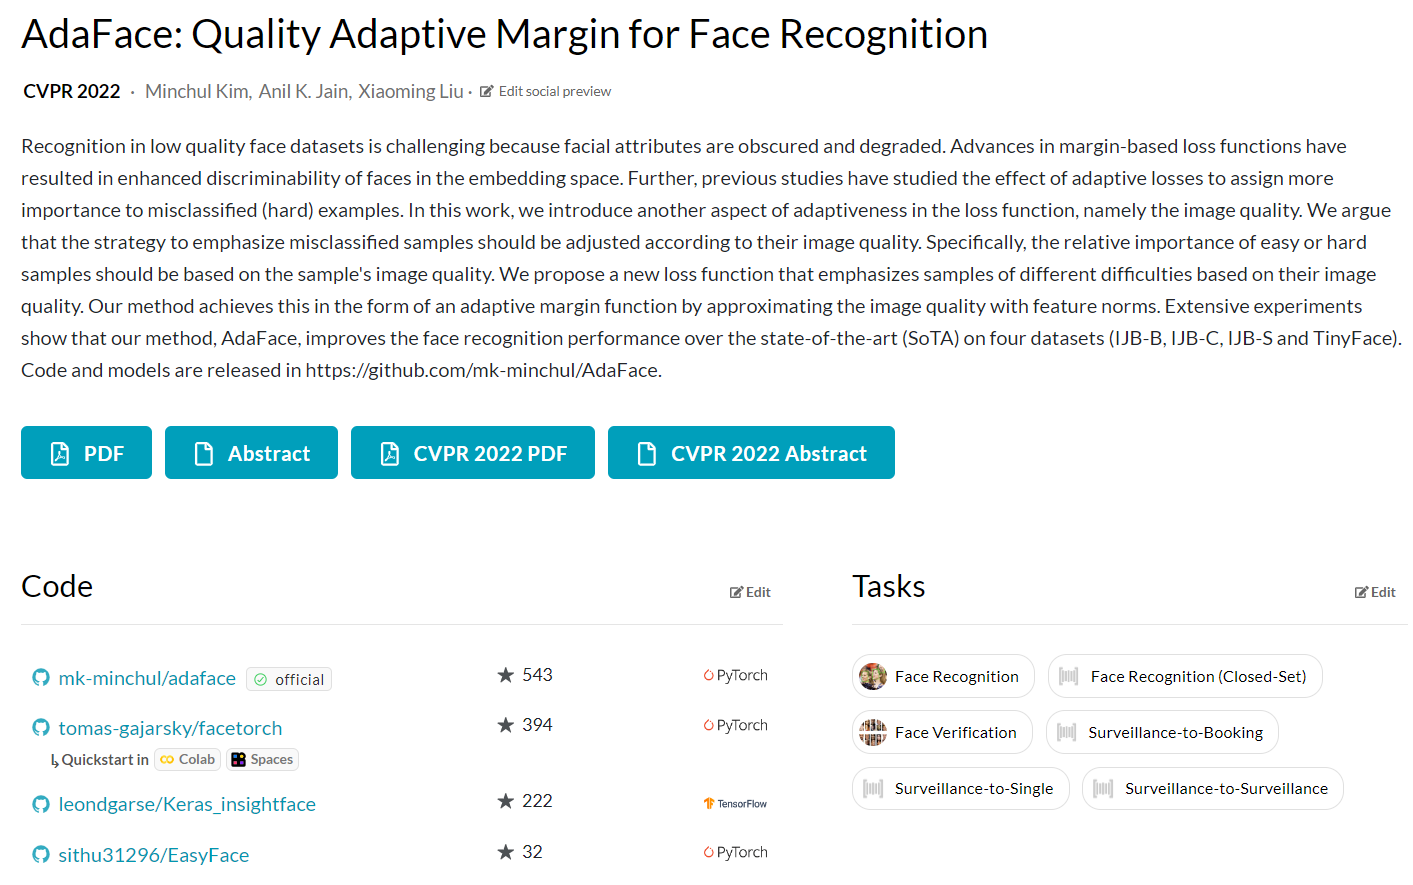 AdaFace: Quality Adaptive Margin for Face Recognition
CVPR 2022 · Minchul Kim, Anil K. Jain, Xiaoming Liu · Edit social preview
Recognition in low quality face datasets is challenging because facial attributes are obscured and degraded. Advances in margin-based loss functions have
resulted in enhanced discriminability of faces in the embedding space. Further, previous studies have studied the effect of adaptive losses to assign more
importance to misclassified (hard) examples. In this work, we introduce another aspect of adaptiveness in the loss function, namely the image quality. We argue
that the strategy to emphasize misclassified samples should be adjusted according to their image quality. Specifically, the relative importance of easy or hard
samples should be based on the sample's image quality. We propose a new loss function that emphasizes samples of different difficulties based on their image
quality. Our method achieves this in the form of an adaptive margin function by approximating the image quality with feature norms. Extensive experiments
show that our method, AdaFace, improves the face recognition performance over the state-of-the-art (SoTA) on four datasets (IJB-B, IJB-C, IJB-S and TinyFace).
Code and models are released in https://github.com/mk-minchul/AdaFace.
PDF Abstract CVPR 2022 PDF CVPR 2022 Abstract
Code Edit
mk-minchul/adaface official 543 PyTorch
tomas-gajarsky/facetorch 394 PyTorch
↳ Quickstart in Colab Spaces
leondgarse/Keras_insightface 222 TensorFlow
sithu31296/EasyFace 32 PyTorch
Tasks Edit
Face Recognition Face Recognition (Closed-Set)
Face Verification Surveillance-to-Booking
Surveillance-to-Single Surveillance-to-Surveillance